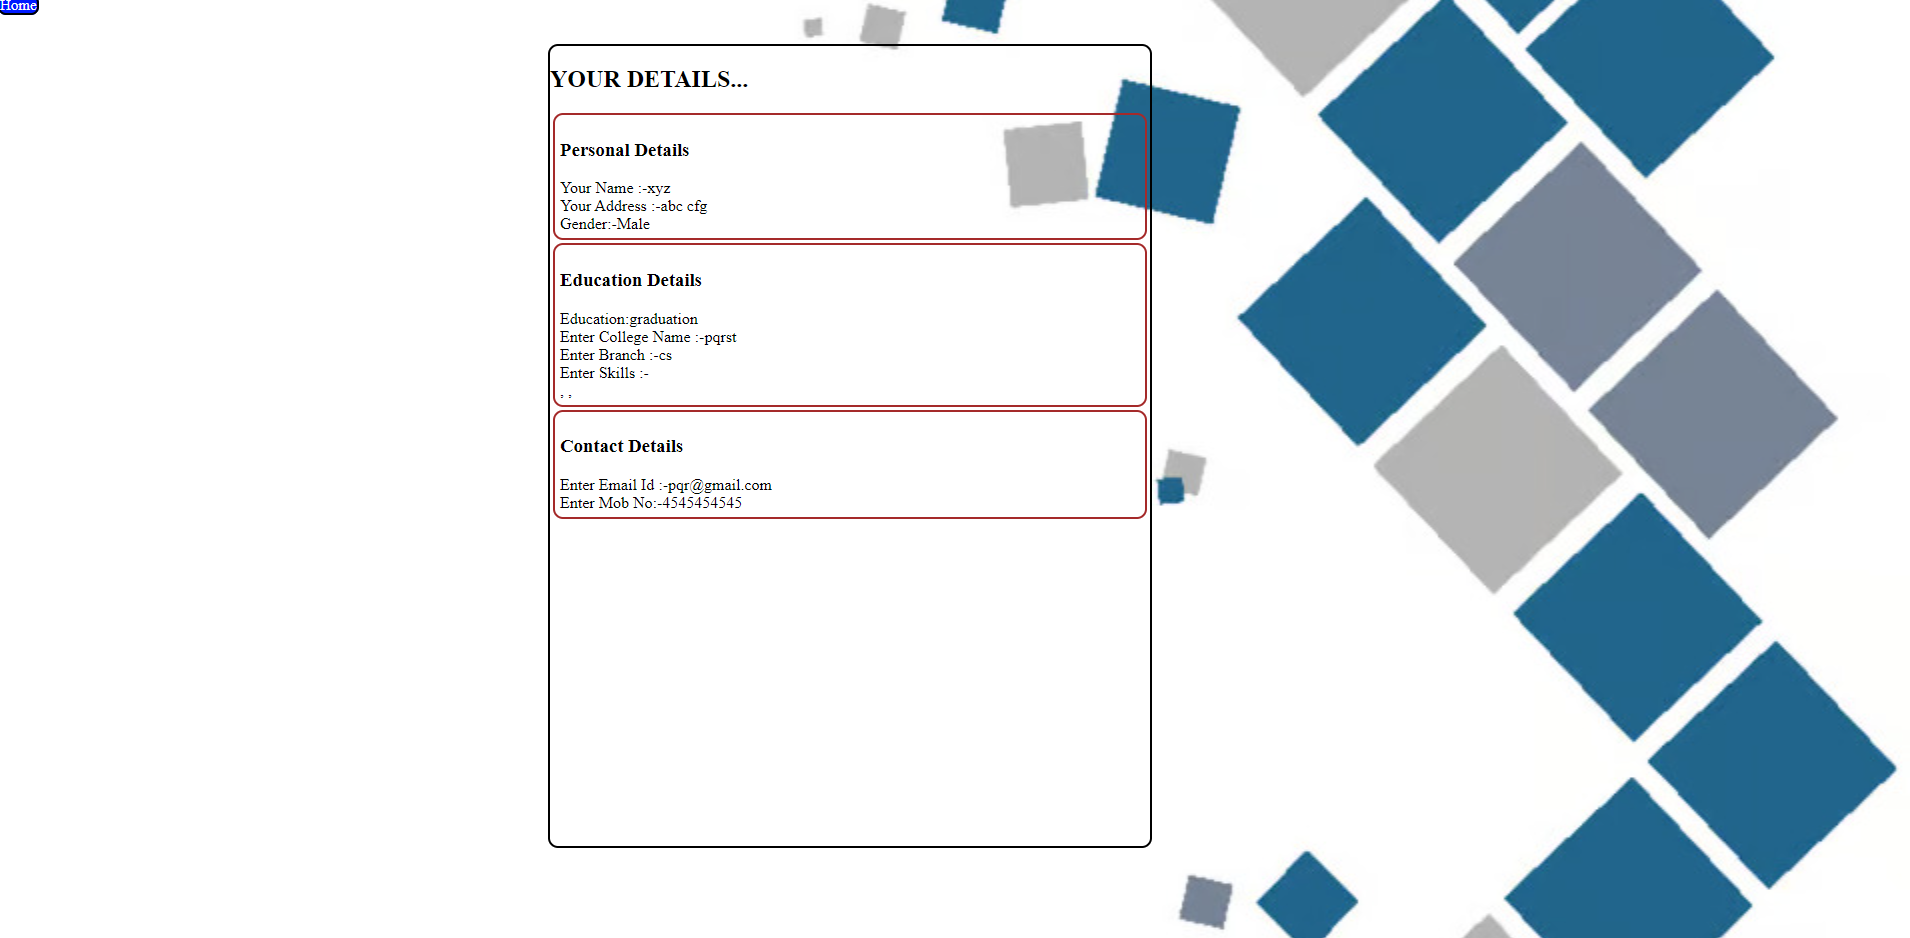 Home
YOUR DETAILS...
Personal Details
Your Name :-xyz
Your Address :-abc cfg
Gender:-Male
Education Details
Education:graduation
Enter College Name :-pqrst
Enter Branch :-cs
Enter Skills :-
, ,
Contact Details
Enter Email Id :-pqr@gmail.com
Enter Mob No:-4545454545